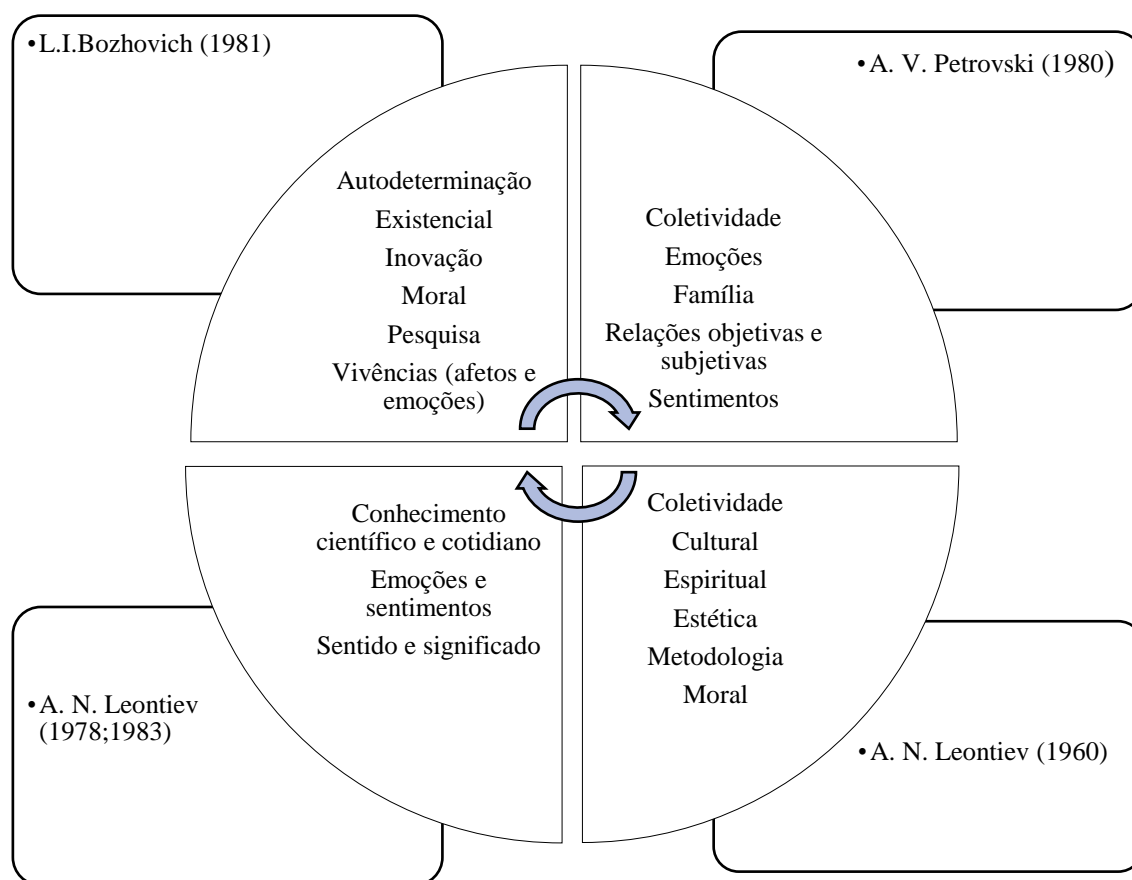 •L.I.Bozhovich (1981)
Autodeterminação
Existencial
Inovação
Moral
Pesquisa
Vivências (afetos e
emoções)
•A. V. Petrovski (1980)
Coletividade
Emoções
Família
Relações objetivas e
subjetivas
Sentimentos
Conhecimento
científico e cotidiano
Emoções e
sentimentos
Sentido e significado
•A. N. Leontiev
(1978;1983)
Coletividade
Cultural
Espiritual
Estética
Metodologia
Moral
•A. N. Leontiev (1960)